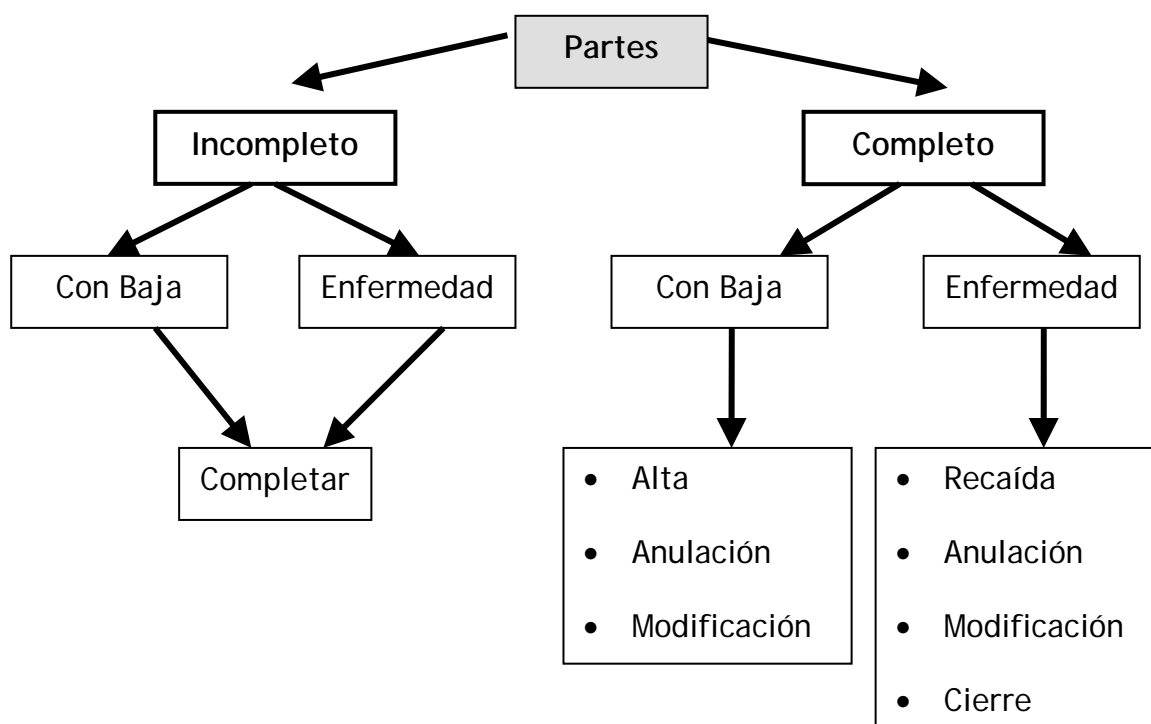 Partes
Incompleto
Completo
Con Baja
Enfermedad
Con Baja
Enfermedad
Completar
• Alta
• Anulación
• Modificación
• Recaída
• Anulación
• Modificación
• Cierre